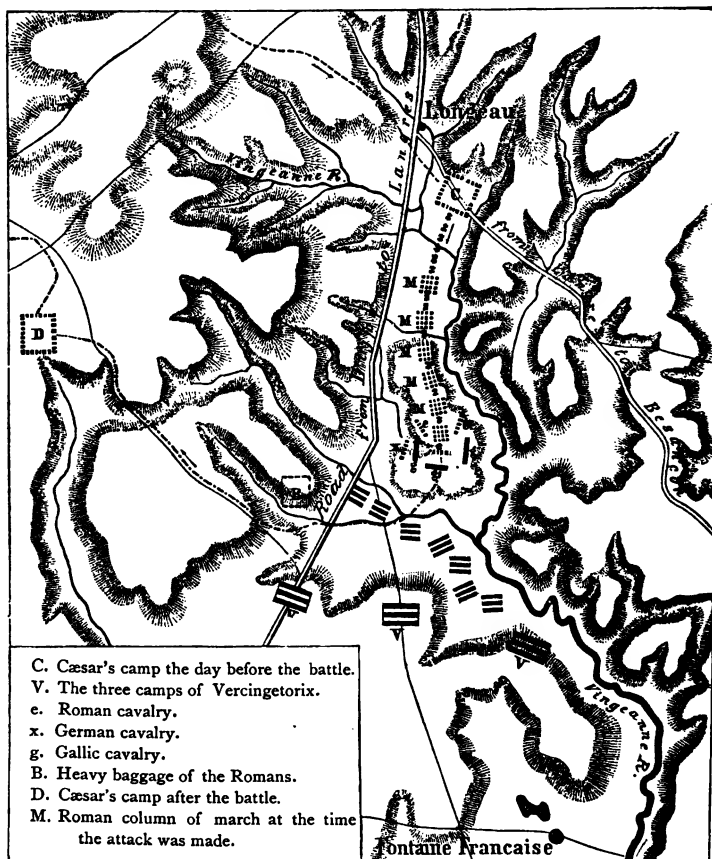 Longeau
Vingeanne R.
Langres
C
from
to
Besançon
M
M
D
M
M
M
B
Road
V
V
C. Cæsar's camp the day before the battle.
V. The three camps of Vercingetorix.
e. Roman cavalry.
x. German cavalry.
g. Gallic cavalry.
B. Heavy baggage of the Romans.
D. Cæsar's camp after the battle.
M. Roman column of march at the time
the attack was made.
Vingeanne R.
Fontaine Francaise